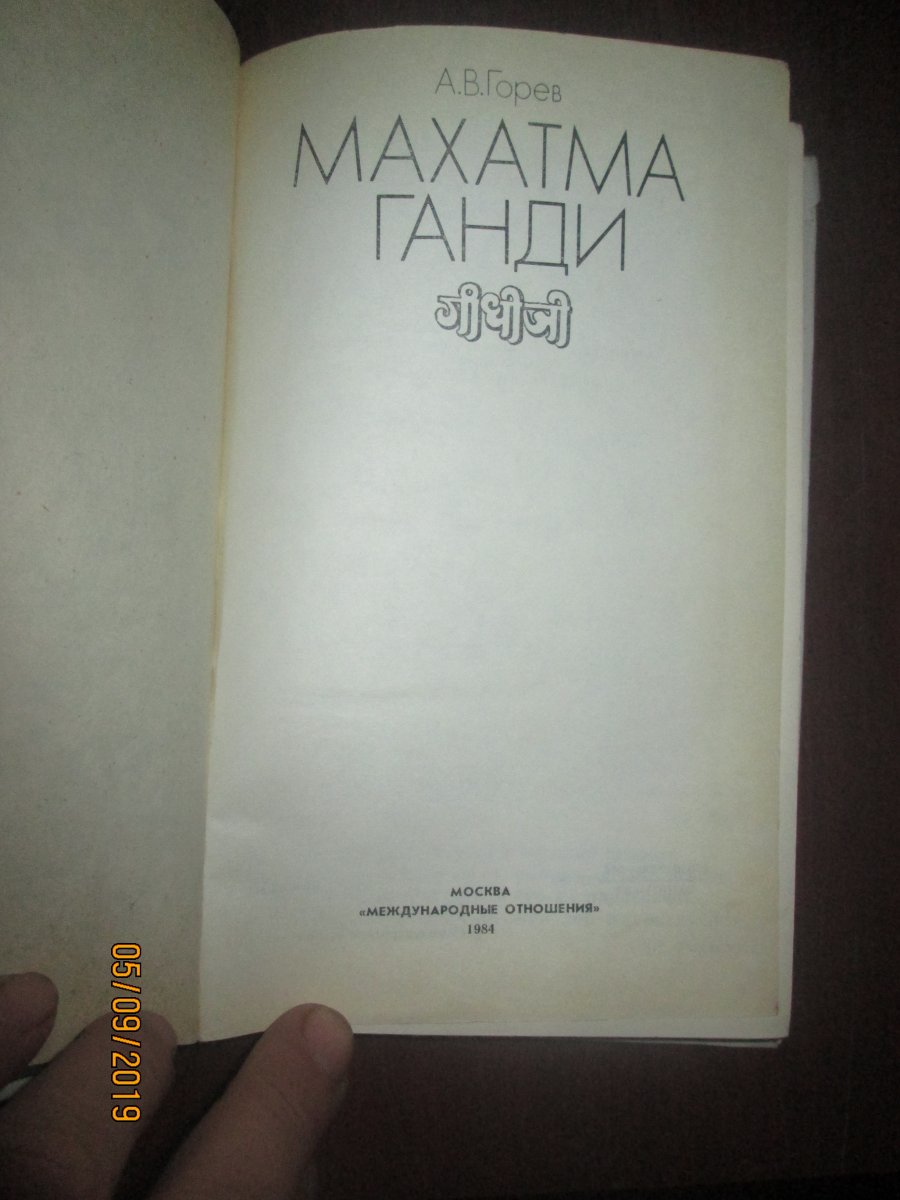 А.В.Горев
МАХАТМА
ГАНДИ
गांधीजी
МОСКВА
«МЕЖДУНАРОДНЫЕ ОТНОШЕНИЯ»
1984
05/09/2019